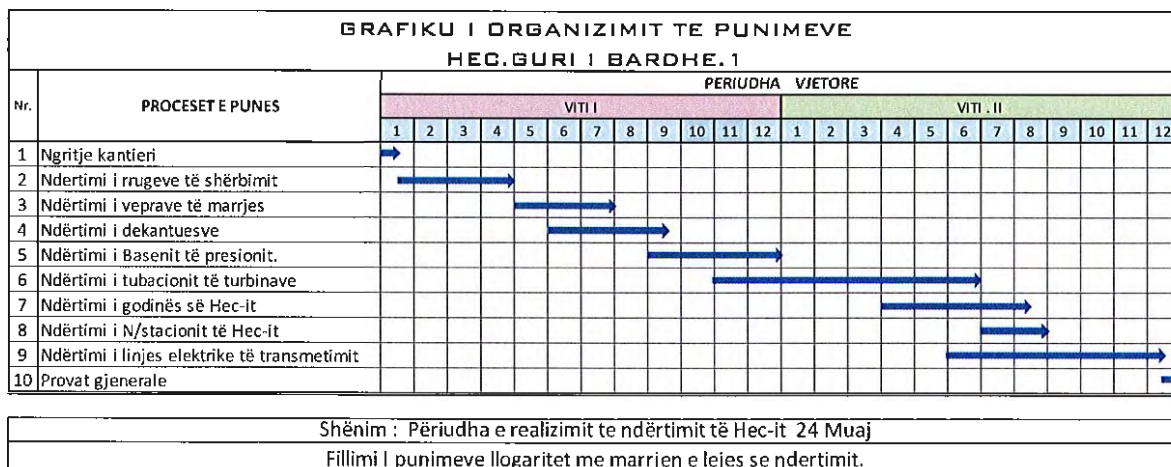 GRAFIKU I ORGANIZIMIT TE PUNIMEVE
HEC.GURI I BARDHE.1
Nr. PROCESET E PUNES PERIUDHA VJETORE
VITI I VITI . II
1 2 3 4 5 6 7 8 9 10 11 12 1 2 3 4 5 6 7 8 9 10 11 12
1 Ngritje kantieri
2 Ndertimi i rrugeve të shërbimit
3 Ndërtimi i veprave të marrjes
4 Ndërtimi i dekantuesve
5 Ndërtimi i Basenit të presionit.
6 Ndërtimi i tubacionit të turbinave
7 Ndërtimi i godinës së Hec-it
8 Ndërtimi i N/stacionit të Hec-it
9 Ndërtimi i linjes elektrike të transmetimit
10 Provat gjenerale
Shënim : Përiudha e realizimit te ndërtimit të Hec-it 24 Muaj
Fillimi I punimeve llogaritet me marrjen e lejes se ndertimit.